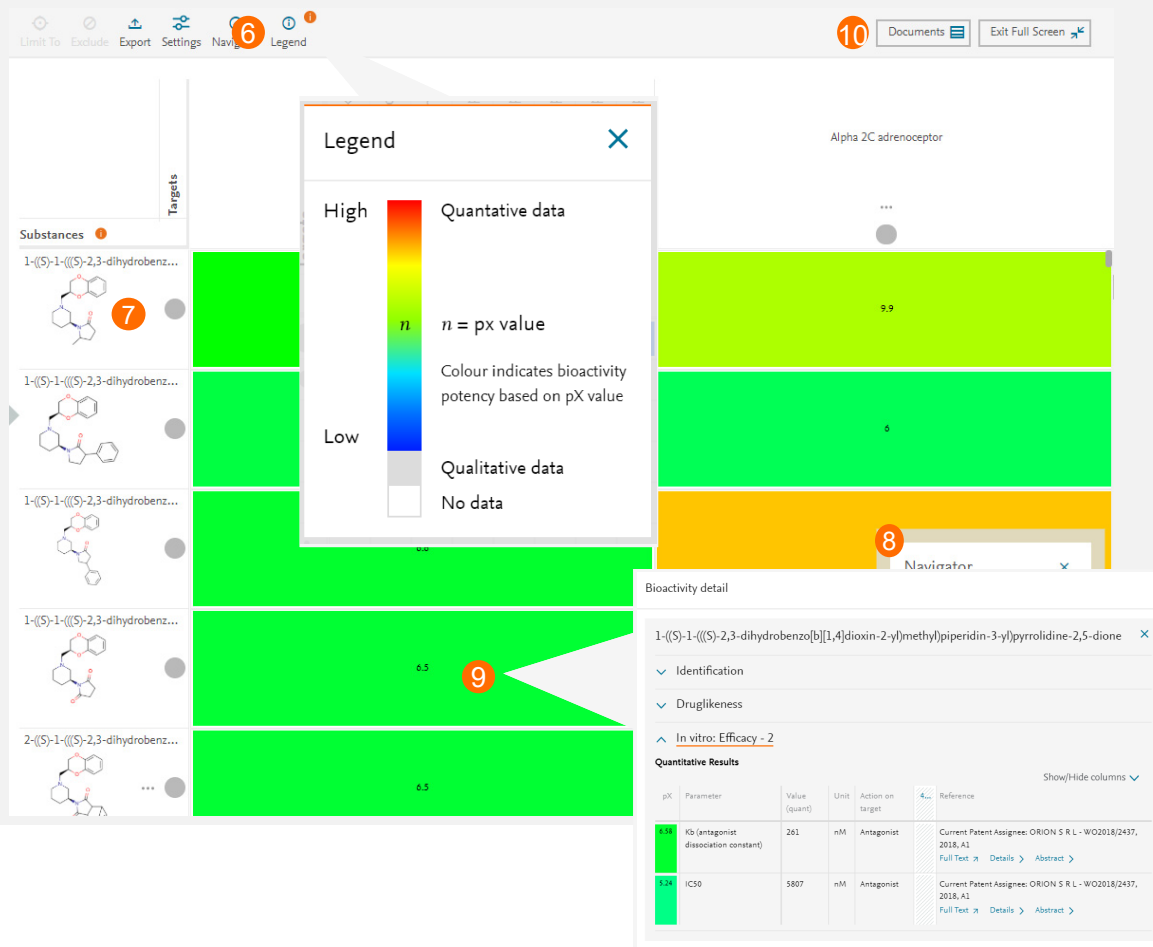 Limit To
Exclude
Export
Settings
6
Legend
i
10
Documents
Exit Full Screen
Targets
Substances i
Alpha 2C adrenoceptor
...
Legend
High
Quantative data
n
n = px value
Colour indicates bioactivity
potency based on pX value
Low
Qualitative data
No data
1-((S)-1-(((S)-2,3-dihydrobenz...
7
9.9
1-((S)-1-(((S)-2,3-dihydrobenz...
6
1-((S)-1-(((S)-2,3-dihydrobenz...
8
Navigator
1-((S)-1-(((S)-2,3-dihydrobenz...
6.5
9
2-((S)-1-(((S)-2,3-dihydrobenz...
...
6.5
Bioactivity detail
1-((S)-1-(((S)-2,3-dihydrobenzo[b][1,4]dioxin-2-yl)methyl)piperidin-3-yl)pyrrolidine-2,5-dione
Identification
Druglikeness
In vitro: Efficacy - 2
Quantitative Results
Show/Hide columns
pX Parameter Value Unit Action on 4... Reference
(quant) target
6.58 Kb (antagonist 261 nM Antagonist Current Patent Assignee: ORION S R L - WO2018/2437,
dissociation constant) 2018, A1
Full Text Details Abstract
5.24 IC50 5807 nM Antagonist Current Patent Assignee: ORION S R L - WO2018/2437,
2018, A1
Full Text Details Abstract